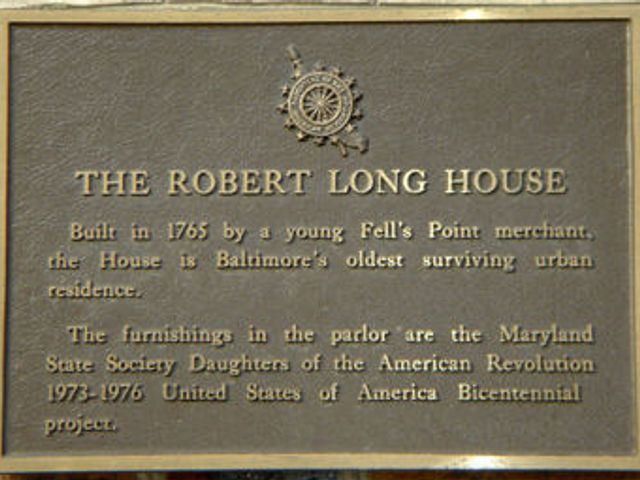 THE ROBERT LONG HOUSE
Built in 1765 by a young Fell's Point merchant,
the House is Baltimore's oldest surviving urban
residence.
The furnishings in the parlor are the Maryland
State Society Daughters of the American Revolution
1973-1976 United States of America Bicentennial
project.